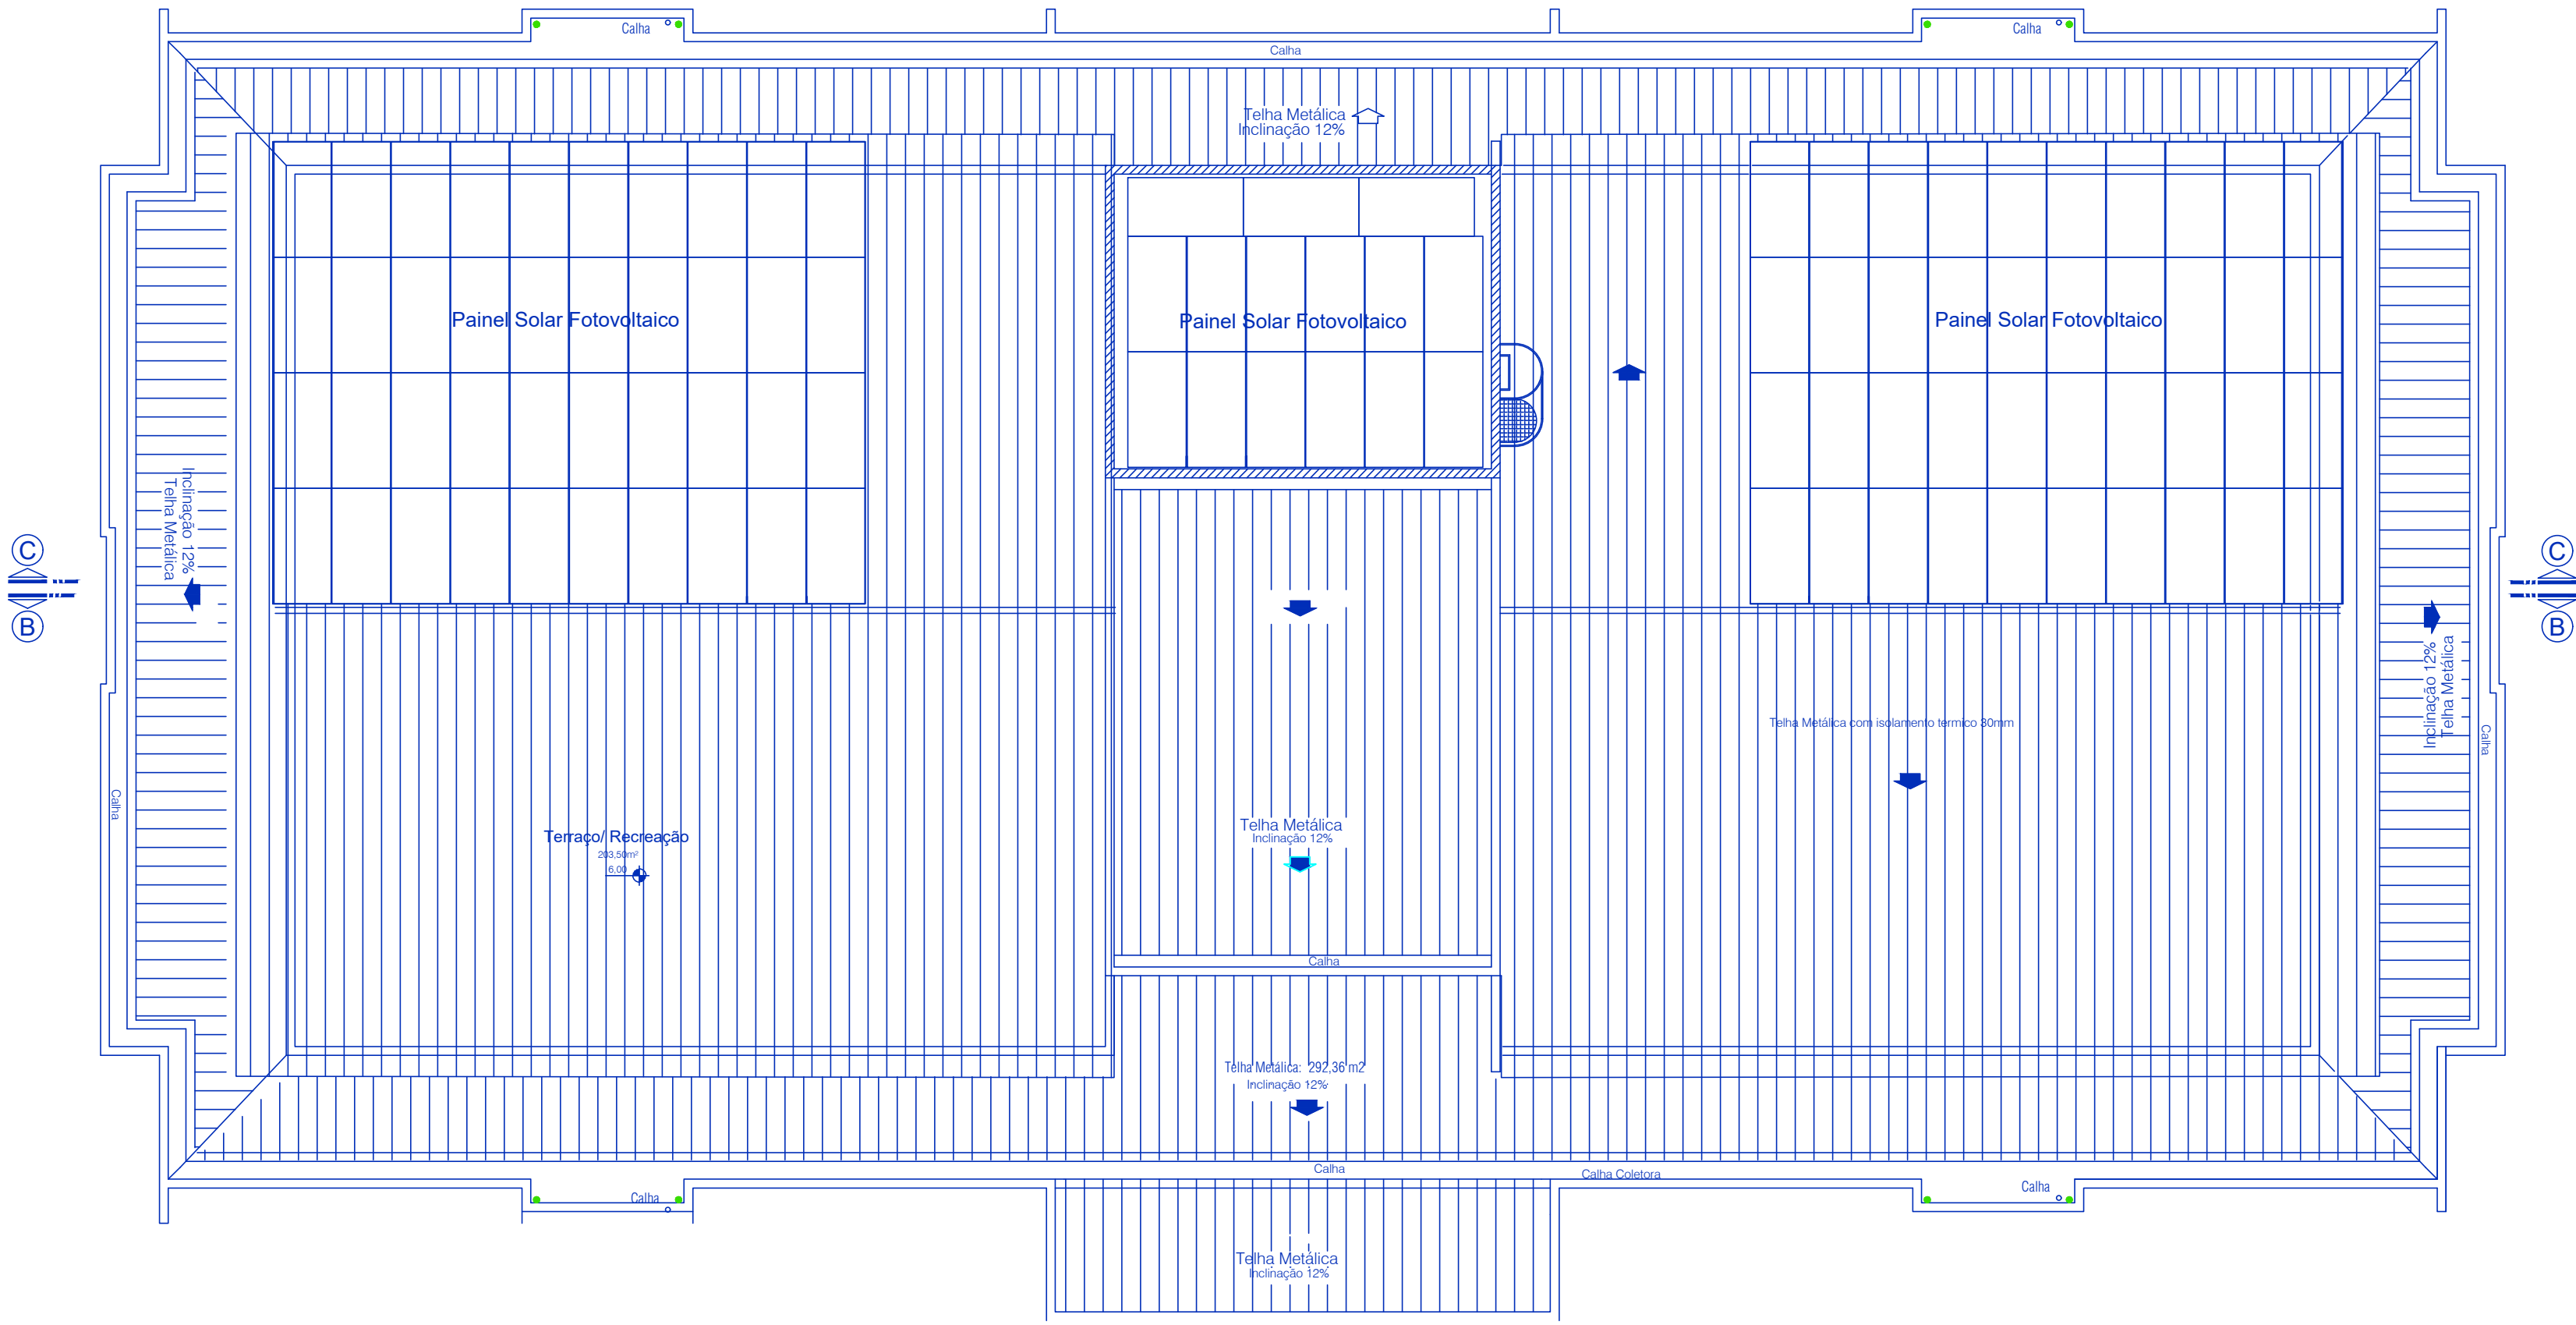 Calha
Calha
Calha
Telha Metálica
Inclinação 12%
Painel Solar Fotovoltaico
Painel Solar Fotovoltaico
Painel Solar Fotovoltaico
Inclinação 12%
Telha Metálica
C
B
C
B
Inclinação 12%
Telha Metálica
Telha Metálica com isolamento termico 30mm
Calha
Calha
Terraço/ Recreação
203,50m²
6,00
Telha Metálica
Inclinação 12%
Calha
Telha Metálica: 292,36 m2
Inclinação 12%
Calha
Calha Coletora
Calha
Calha
Telha Metálica
Inclinação 12%